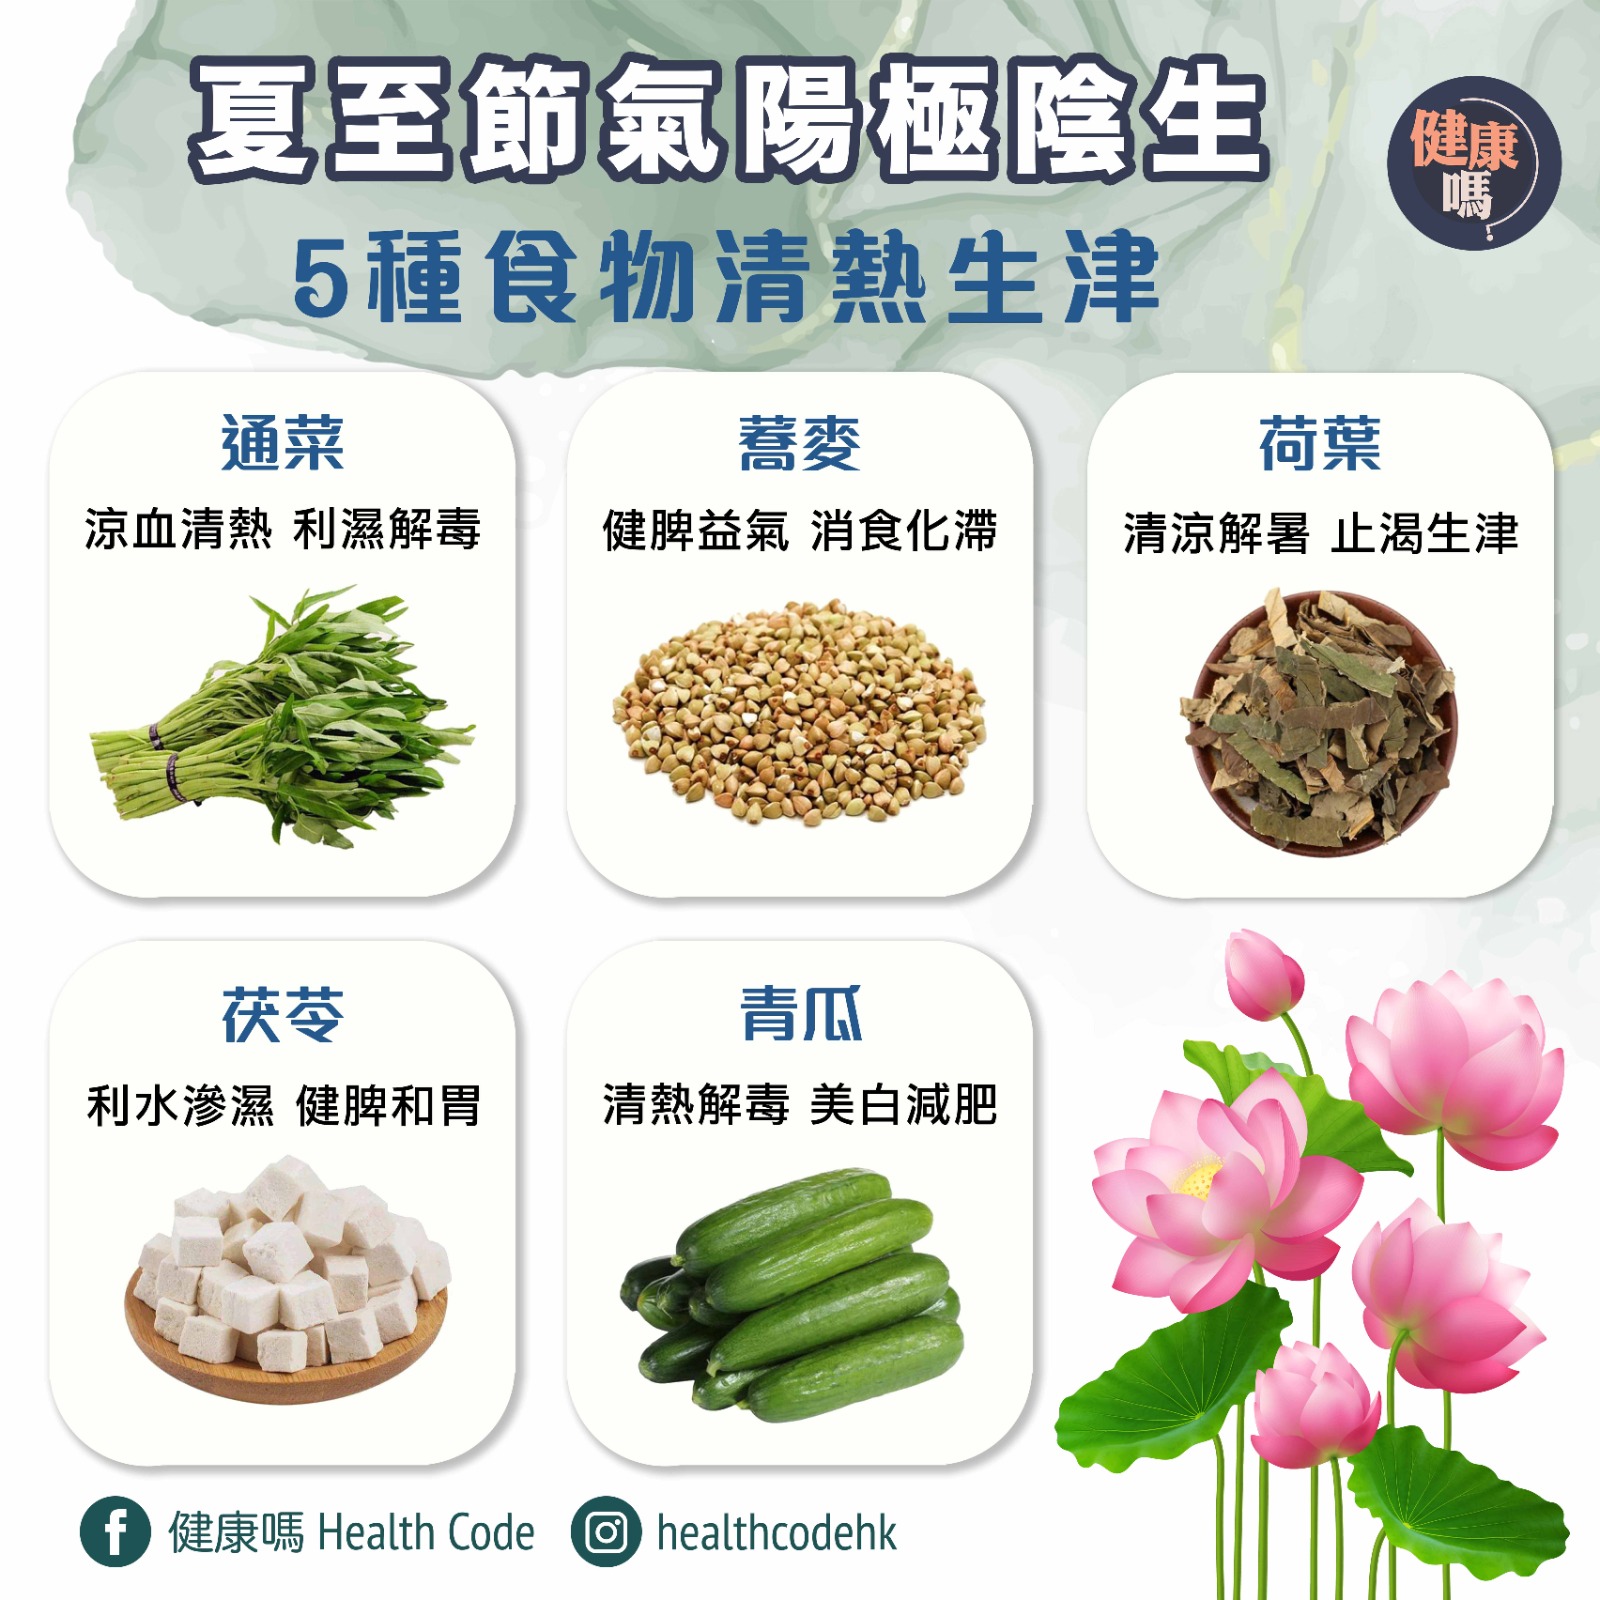 夏至節氣陽極陰生
健康
嗎?
5種食物清熱生津
通菜
涼血清熱 利濕解毒
蕎麥
健脾益氣 消食化滯
荷葉
清涼解暑 止渴生津
茯苓
利水滲濕 健脾和胃
青瓜
清熱解毒 美白減肥
健康嗎 Health Code
healthcodehk